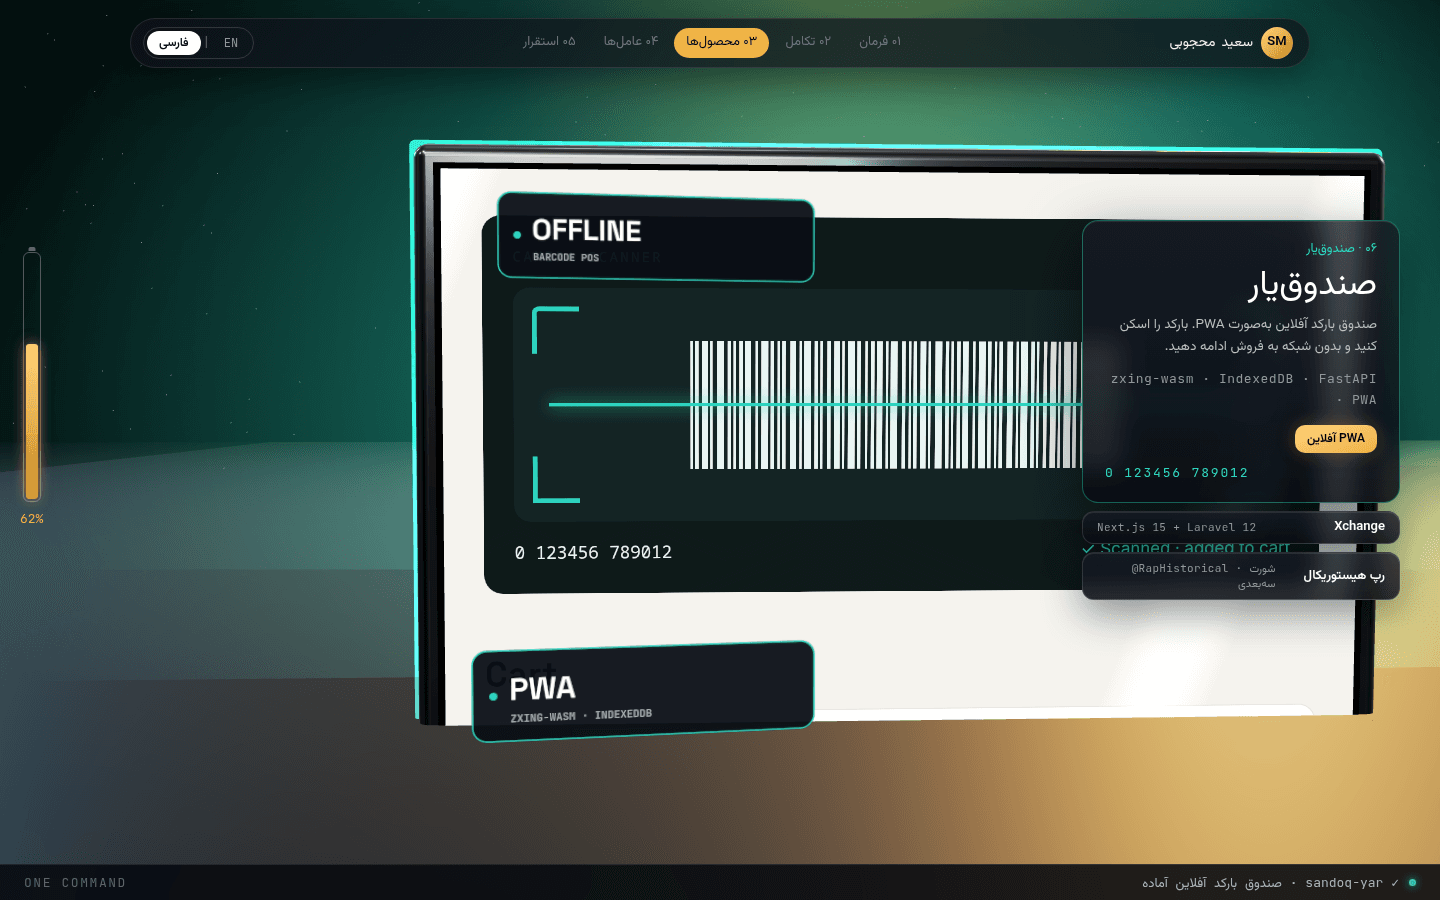 SM سعید محجوبی
۰۱ فرمان
۰۲ تکامل
۰۳ محصول‌ها
۰۴ عامل‌ها
۰۵ استقرار
فارسی | EN
OFFLINE
BARCODE POS
0 123456 789012
✓ Scanned · added to cart
Cart
PWA
ZXING-WASM · INDEXEDDB
۰۶ · صندوق‌یار
صندوق‌یار
صندوق بارکد آفلاین به‌صورت PWA. بارکد را اسکن
کنید و بدون شبکه به فروش ادامه دهید.
zxing-wasm · IndexedDB · FastAPI
· PWA
PWA آفلاین
0 123456 789012
Xchange
Next.js 15 + Laravel 12
رپ هیستوریکال
@RapHistorical · شورت
سه‌بعدی
62%
ONE COMMAND
✓ sandoq-yar · صندوق بارکد آفلاین آماده